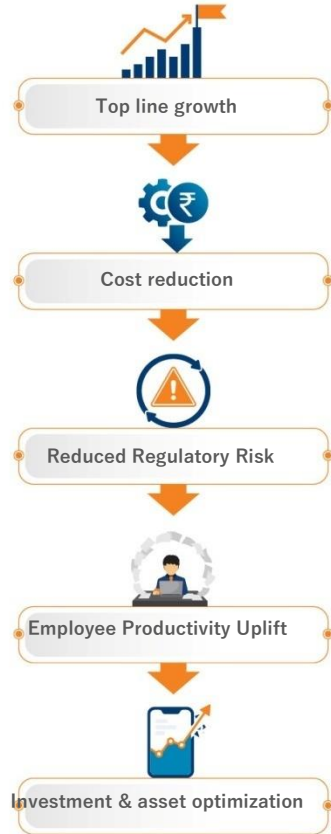 Top line growth
₹
Cost reduction
Reduced Regulatory Risk
Employee Productivity Uplift
Investment & asset optimization